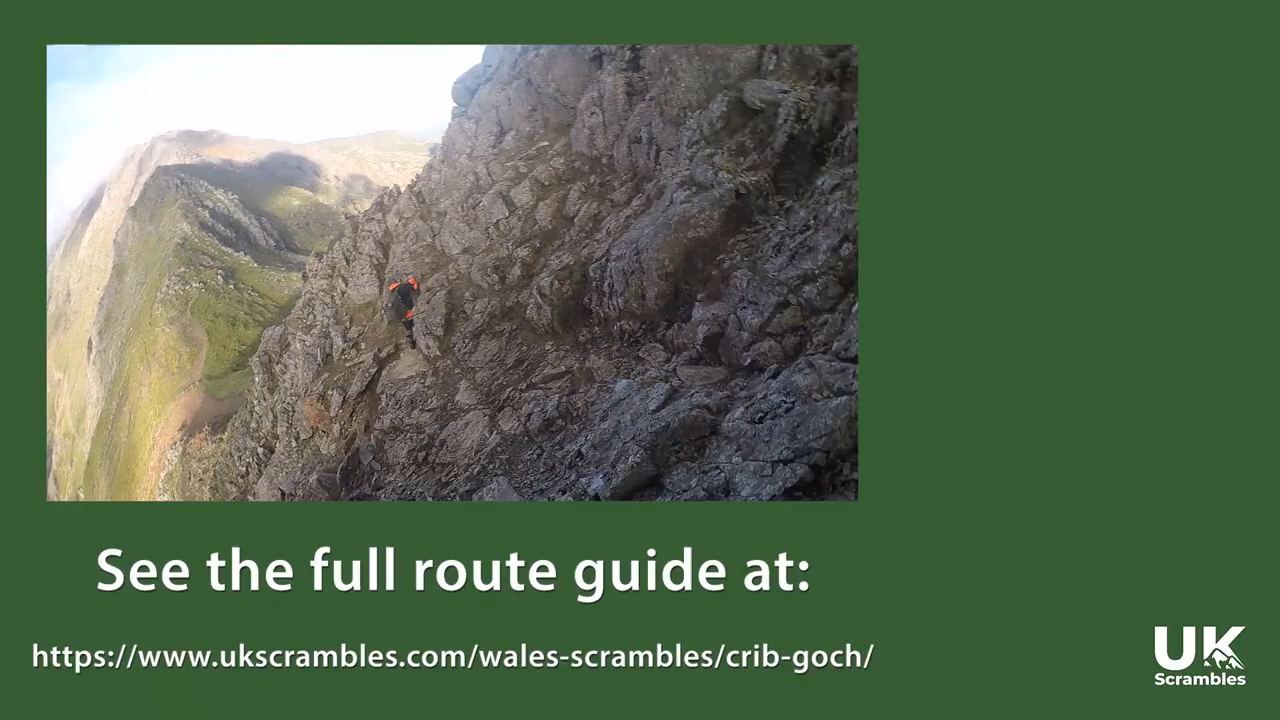 See the full route guide at:
https://www.ukscrambles.com/wales-scrambles/crib-goch/
UK
Scrambles